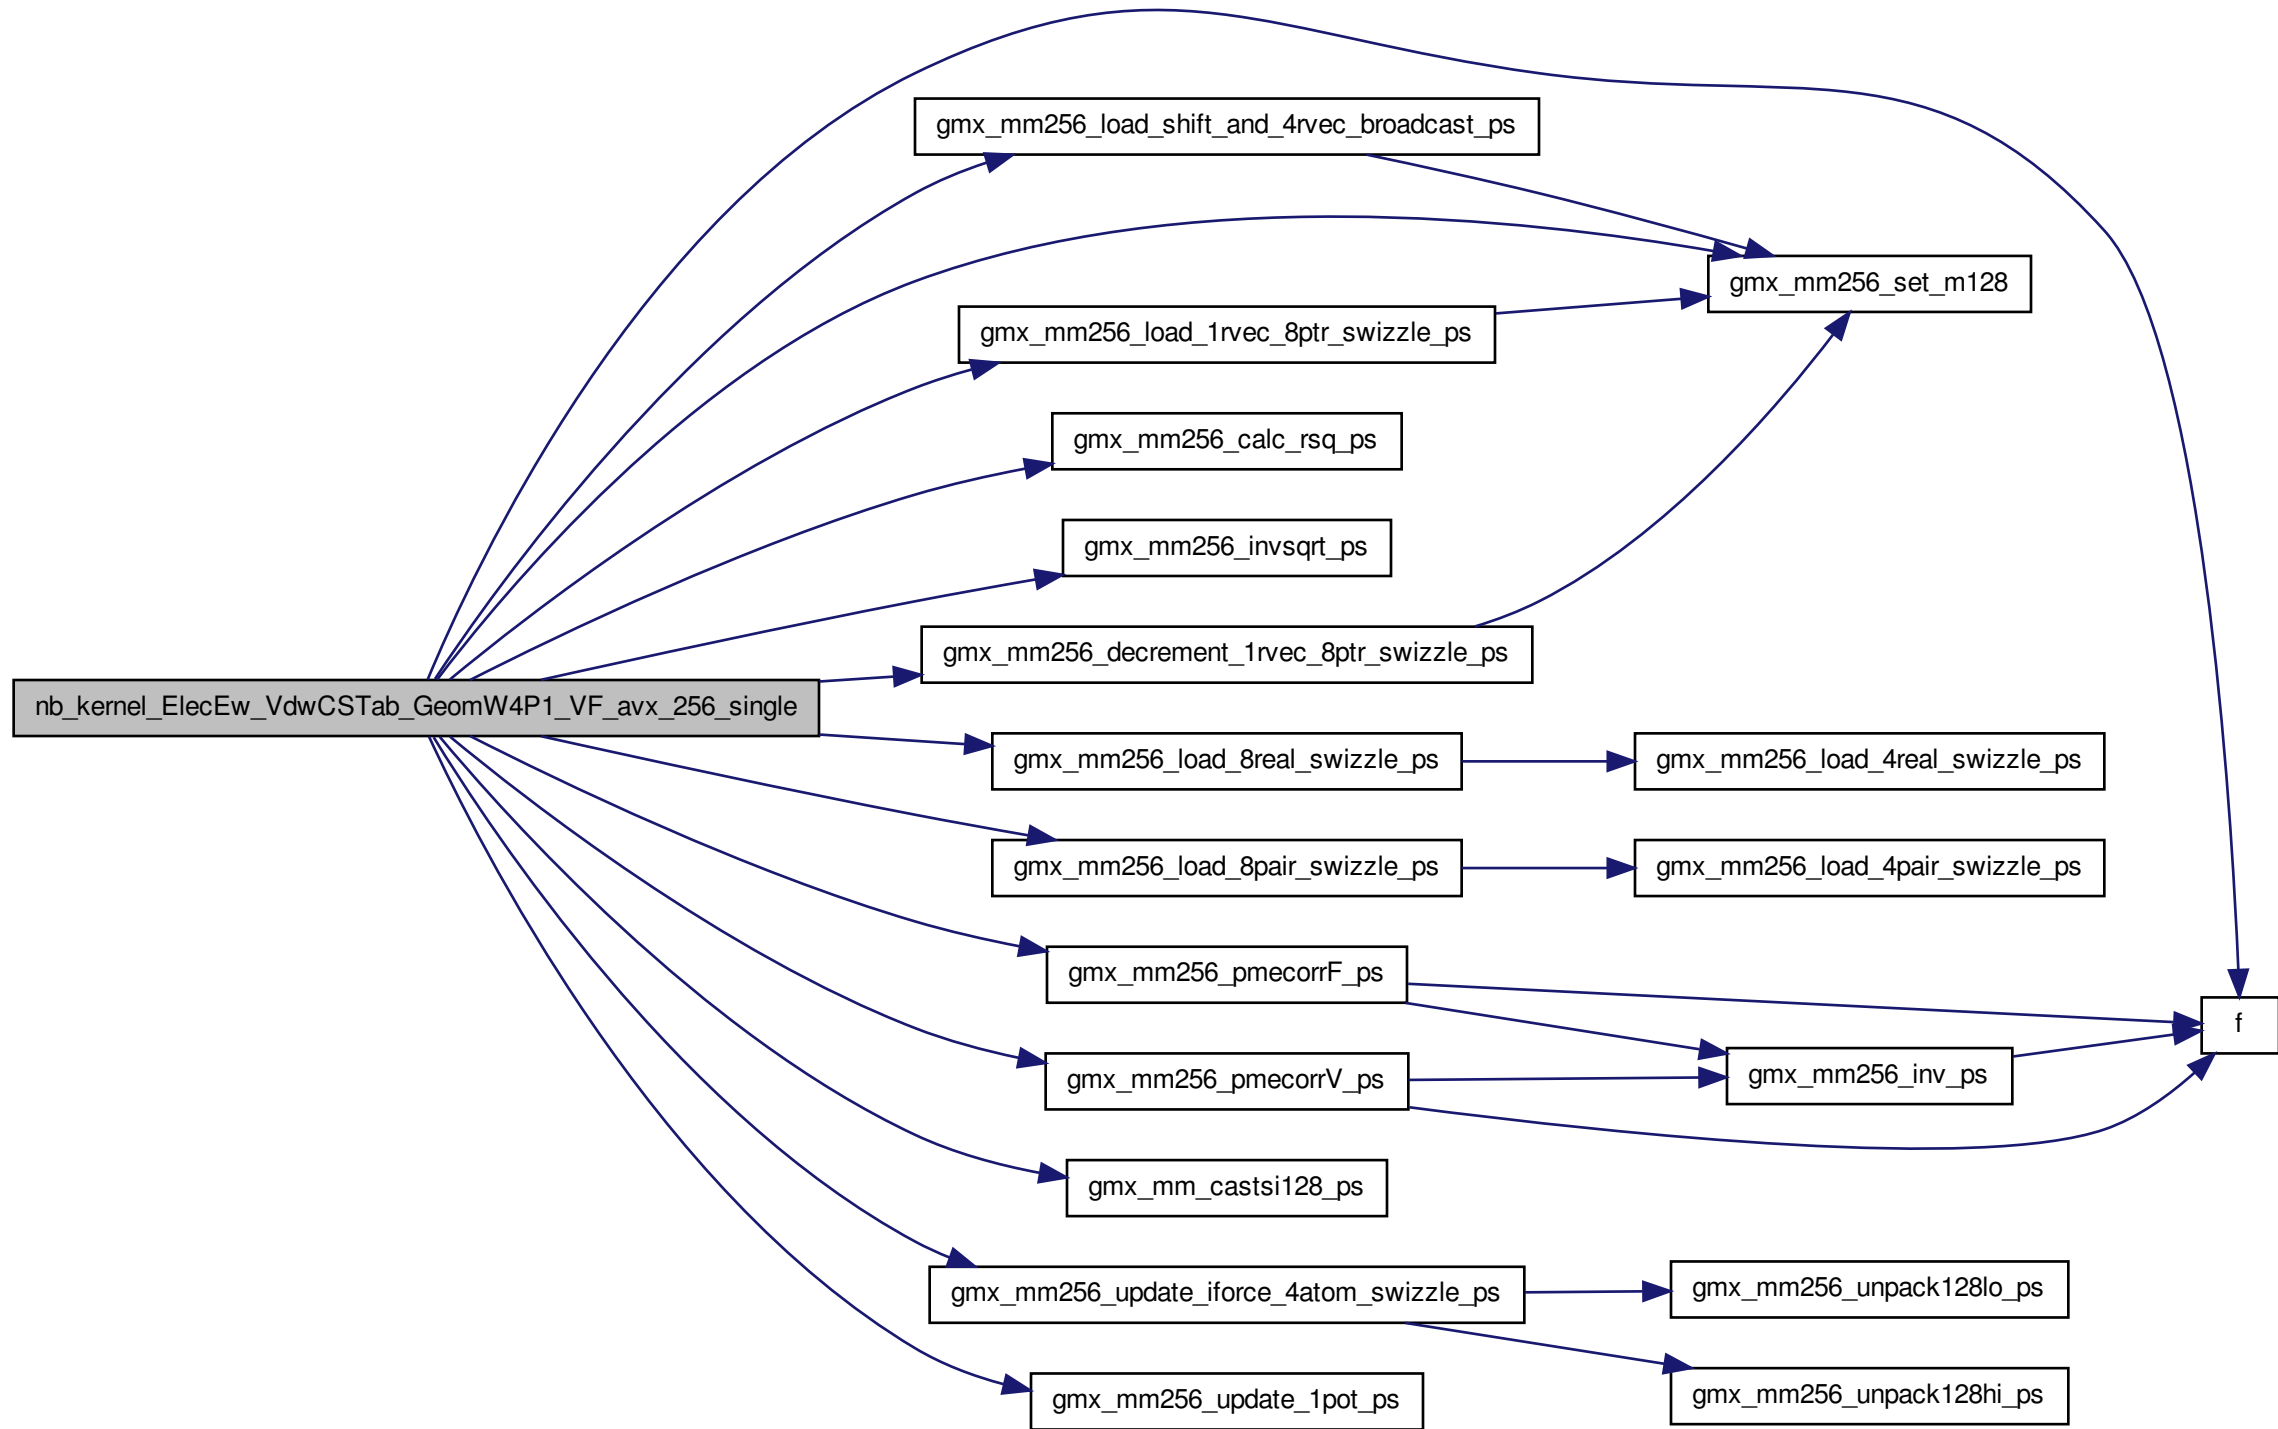 gmx_mm256_load_shift_and_4rvec_broadcast_ps
gmx_mm256_set_m128
gmx_mm256_load_1rvec_8ptr_swizzle_ps
gmx_mm256_calc_rsq_ps
gmx_mm256_invsqrt_ps
gmx_mm256_decrement_1rvec_8ptr_swizzle_ps
nb_kernel_ElecEw_VdwCSTab_GeomW4P1_VF_avx_256_single
gmx_mm256_load_8real_swizzle_ps
gmx_mm256_load_4real_swizzle_ps
gmx_mm256_load_8pair_swizzle_ps
gmx_mm256_load_4pair_swizzle_ps
gmx_mm256_pmecorrF_ps
f
gmx_mm256_pmecorrV_ps
gmx_mm256_inv_ps
gmx_mm_castsi128_ps
gmx_mm256_update_iforce_4atom_swizzle_ps
gmx_mm256_unpack128lo_ps
gmx_mm256_unpack128hi_ps
gmx_mm256_update_1pot_ps